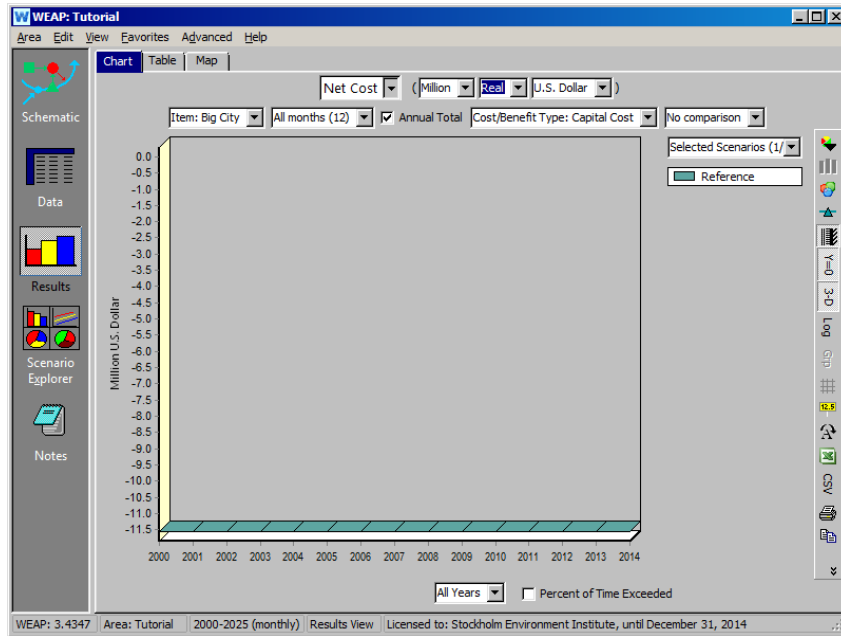 WEAP: Tutorial
Area Edit View Favorites Advanced Help
Chart Table Map
Net Cost ( Million Real U.S. Dollar )
Item: Big City All months (12) Annual Total Cost/Benefit Type: Capital Cost No comparison
Selected Scenarios (1/
Reference
Schematic
Data
Results
Scenario
Explorer
Notes
Million U.S. Dollar
0.0
-0.5
-1.0
-1.5
-2.0
-2.5
-3.0
-3.5
-4.0
-4.5
-5.0
-5.5
-6.0
-6.5
-7.0
-7.5
-8.0
-8.5
-9.0
-9.5
-10.0
-10.5
-11.0
-11.5
2000 2001 2002 2003 2004 2005 2006 2007 2008 2009 2010 2011 2012 2013 2014
All Years Percent of Time Exceeded
Y=0
3-D
Log
Grp
12.5
A
CSV
WEAP: 3.4347 Area: Tutorial 2000-2025 (monthly) Results View Licensed to: Stockholm Environment Institute, until December 31, 2014